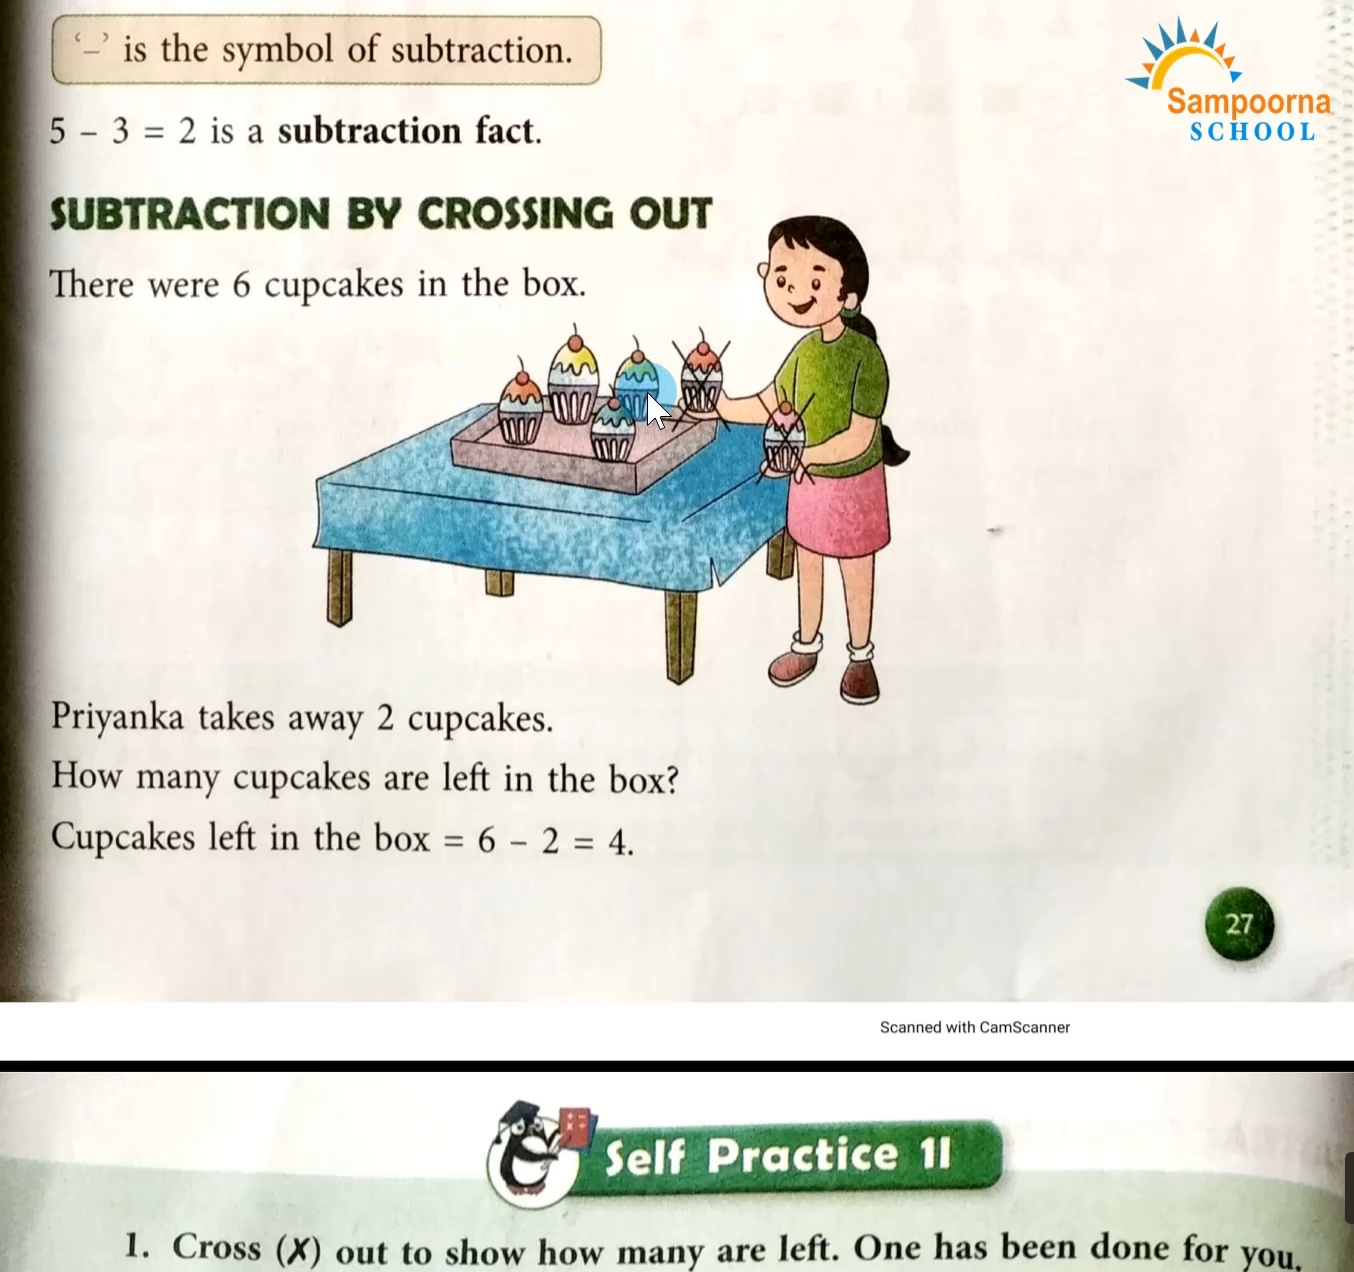 ‘–’ is the symbol of subtraction.
Sampoorna
SCHOOL
5 – 3 = 2 is a subtraction fact.
SUBTRACTION BY CROSSING OUT
There were 6 cupcakes in the box.
Priyanka takes away 2 cupcakes.
How many cupcakes are left in the box?
Cupcakes left in the box = 6 – 2 = 4.
27
Scanned with CamScanner
Self Practice 1I
1. Cross (X) out to show how many are left. One has been done for you.